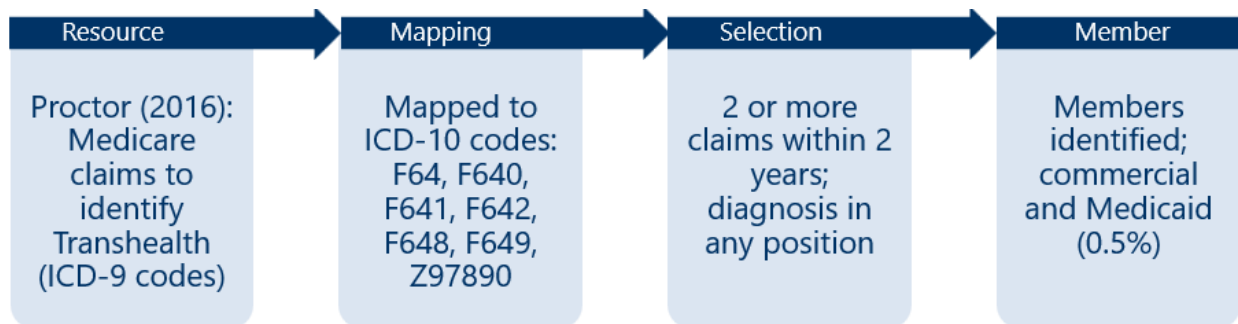 Resource
Proctor (2016):
Medicare
claims to
identify
Transhealth
(ICD-9 codes)
Mapping
Mapped to
ICD-10 codes:
F64, F640,
F641, F642,
F648, F649,
Z97890
Selection
2 or more
claims within 2
years;
diagnosis in
any position
Member
Members
identified;
commercial
and Medicaid
(0.5%)